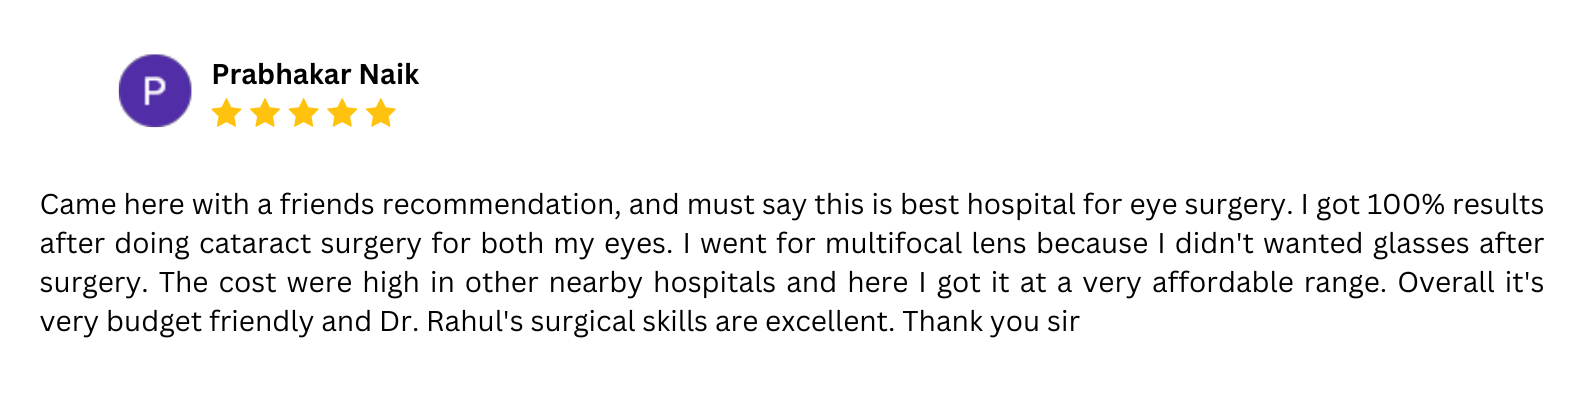 P
Prabhakar Naik
Came here with a friends recommendation, and must say this is best hospital for eye surgery. I got 100% results
after doing cataract surgery for both my eyes. I went for multifocal lens because I didn't wanted glasses after
surgery. The cost were high in other nearby hospitals and here I got it at a very affordable range. Overall it's
very budget friendly and Dr. Rahul's surgical skills are excellent. Thank you sir